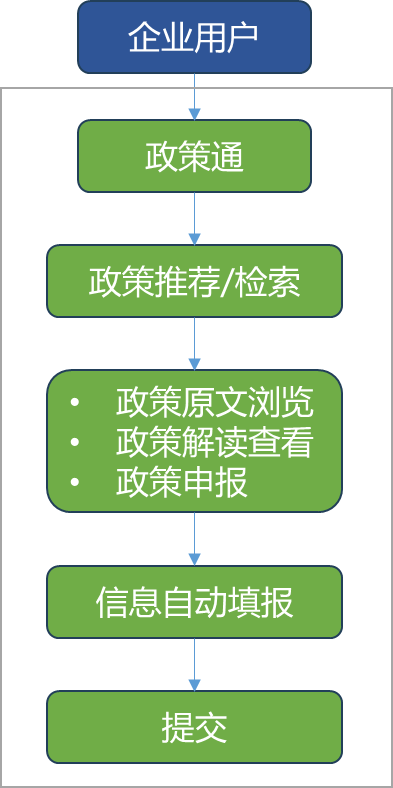 企业用户
政策通
政策推荐/检索
• 政策原文浏览
• 政策解读查看
• 政策申报
信息自动填报
提交